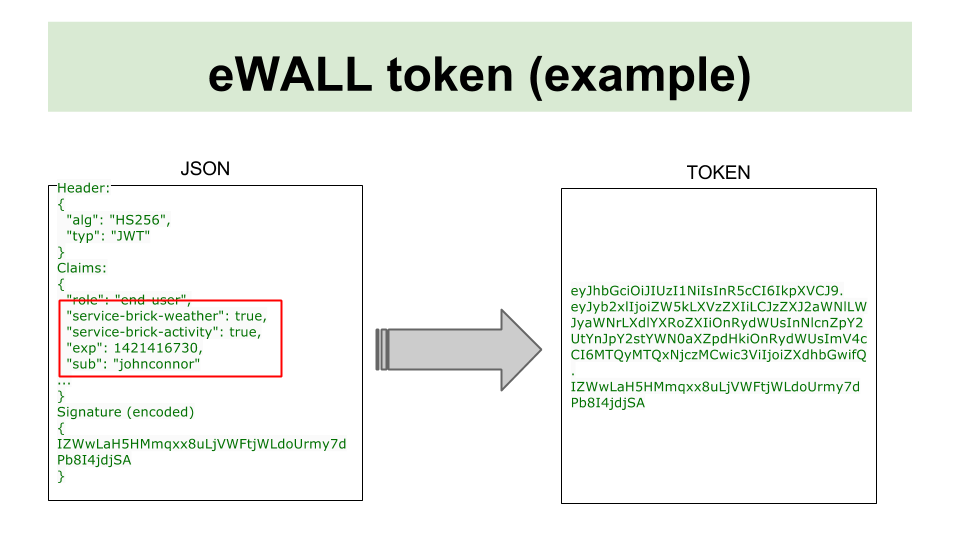 eWALL token (example)
JSON
Header:
{
"alg": "HS256",
"typ": "JWT"
}
Claims:
{
"role": "end-user",
"service-brick-weather": true,
"service-brick-activity": true,
"exp": 1421416730,
"sub": "johnconnor"
...
}
Signature (encoded)
{
IZWwLaH5HMmqxx8uLjVWFtjWLdoUrmy7d
Pb8I4jdjSA
}
TOKEN
eyJhbGciOiJIUzI1NiIsInR5cCI6IkpXVCJ9.
eyJyb2xlIjoiZW5kLXVzZXIiLCJzZXJ2aWNlLW
JyaWNrLXdlYXRoZXIiOnRydWUsInNlcnZpY2
UtYnJpY2stYWN0aXZpdHkiOnRydWUsImV4c
CI6MTQyMTQxNjczMCwic3ViIjoiZXdhbGwifQ
.
IZWwLaH5HMmqxx8uLjVWFtjWLdoUrmy7d
Pb8I4jdjSA